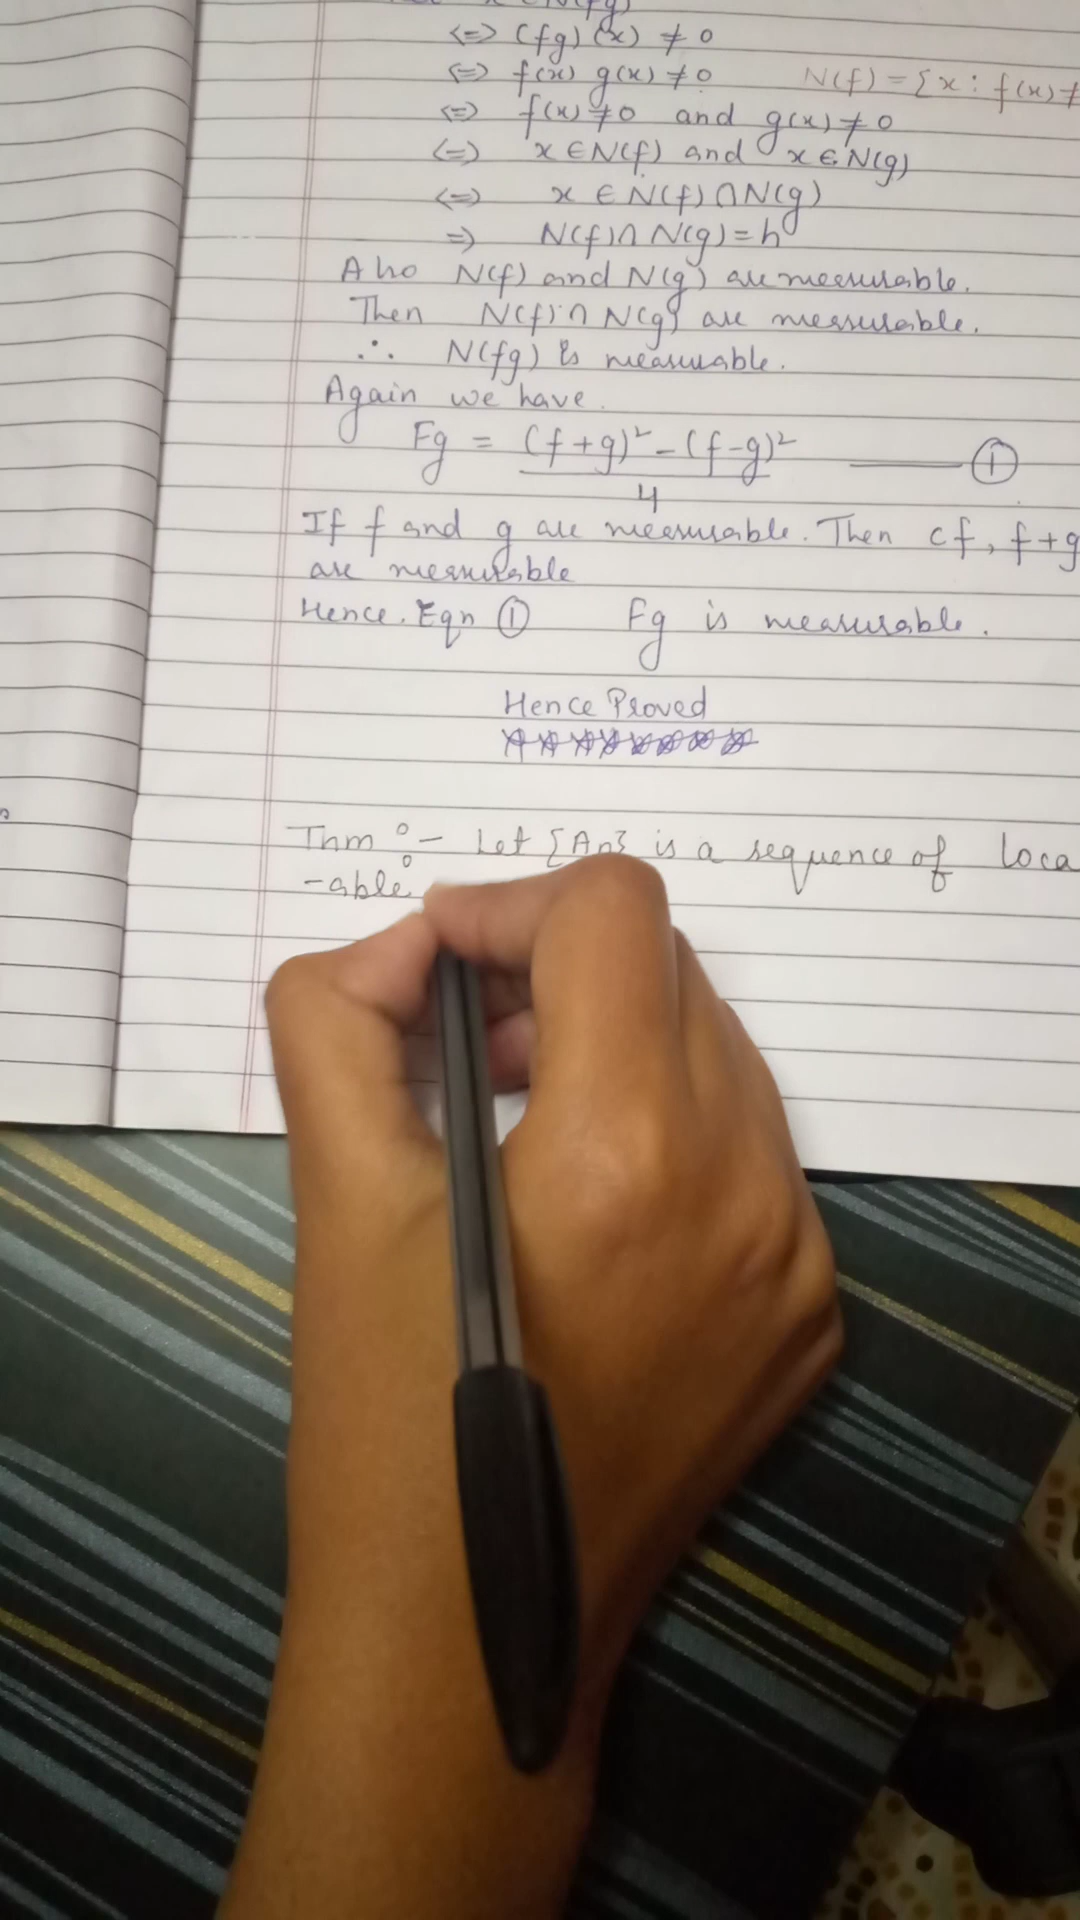 x ∈ N(fg)
<=> (fg)(x) ≠ 0
<=> f(x) g(x) ≠ 0 N(f) = {x : f(x) ≠
<=> f(x) ≠ 0 and g(x) ≠ 0
<=> x ∈ N(f) and x ∈ N(g)
<=> x ∈ N(f) ∩ N(g)
=> N(f) ∩ N(g) = h
Also N(f) and N(g) are measurable.
Then N(f) ∩ N(g) are measurable.
∴ N(fg) is measurable.
Again we have.
Fg = (f+g)² - (f-g)² / 4 ——— ①
If f and g are measurable. Then cf, f+g
are measurable
Hence. Eqn ① Fg is measurable.
Hence Proved
Thm :- Let {An} is a sequence of loca
-able